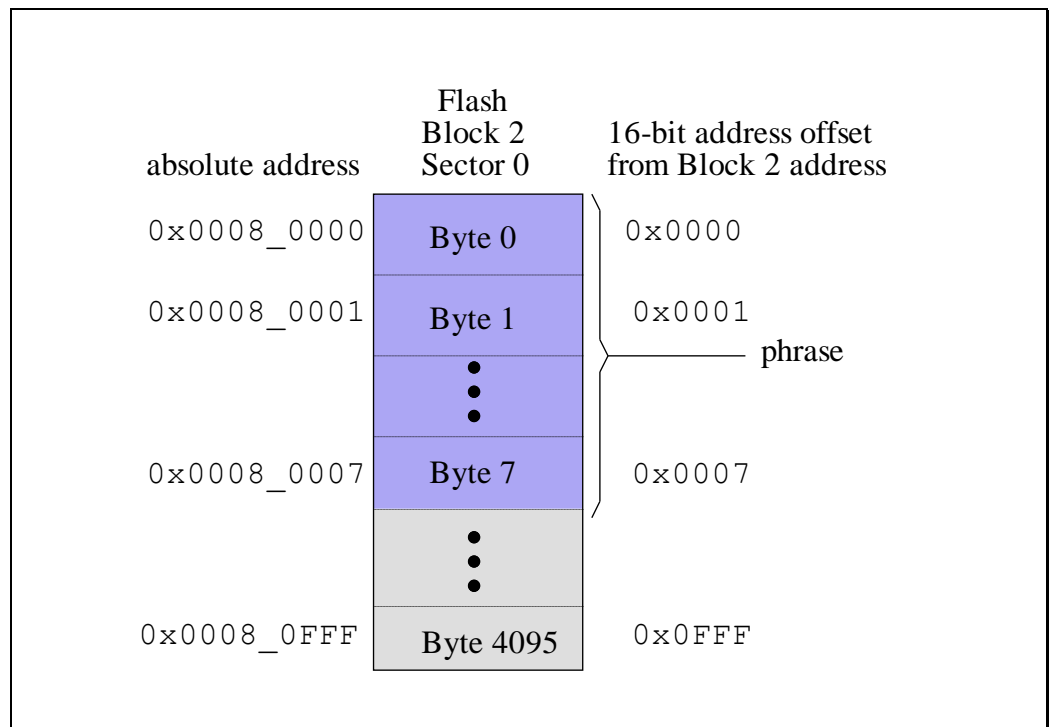 Flash
Block 2
Sector 0
absolute address
16-bit address offset
from Block 2 address
0x0008_0000
Byte 0
0x0000
0x0008_0001
Byte 1
0x0001
phrase
0x0008_0007
Byte 7
0x0007
0x0008_0FFF
Byte 4095
0x0FFF